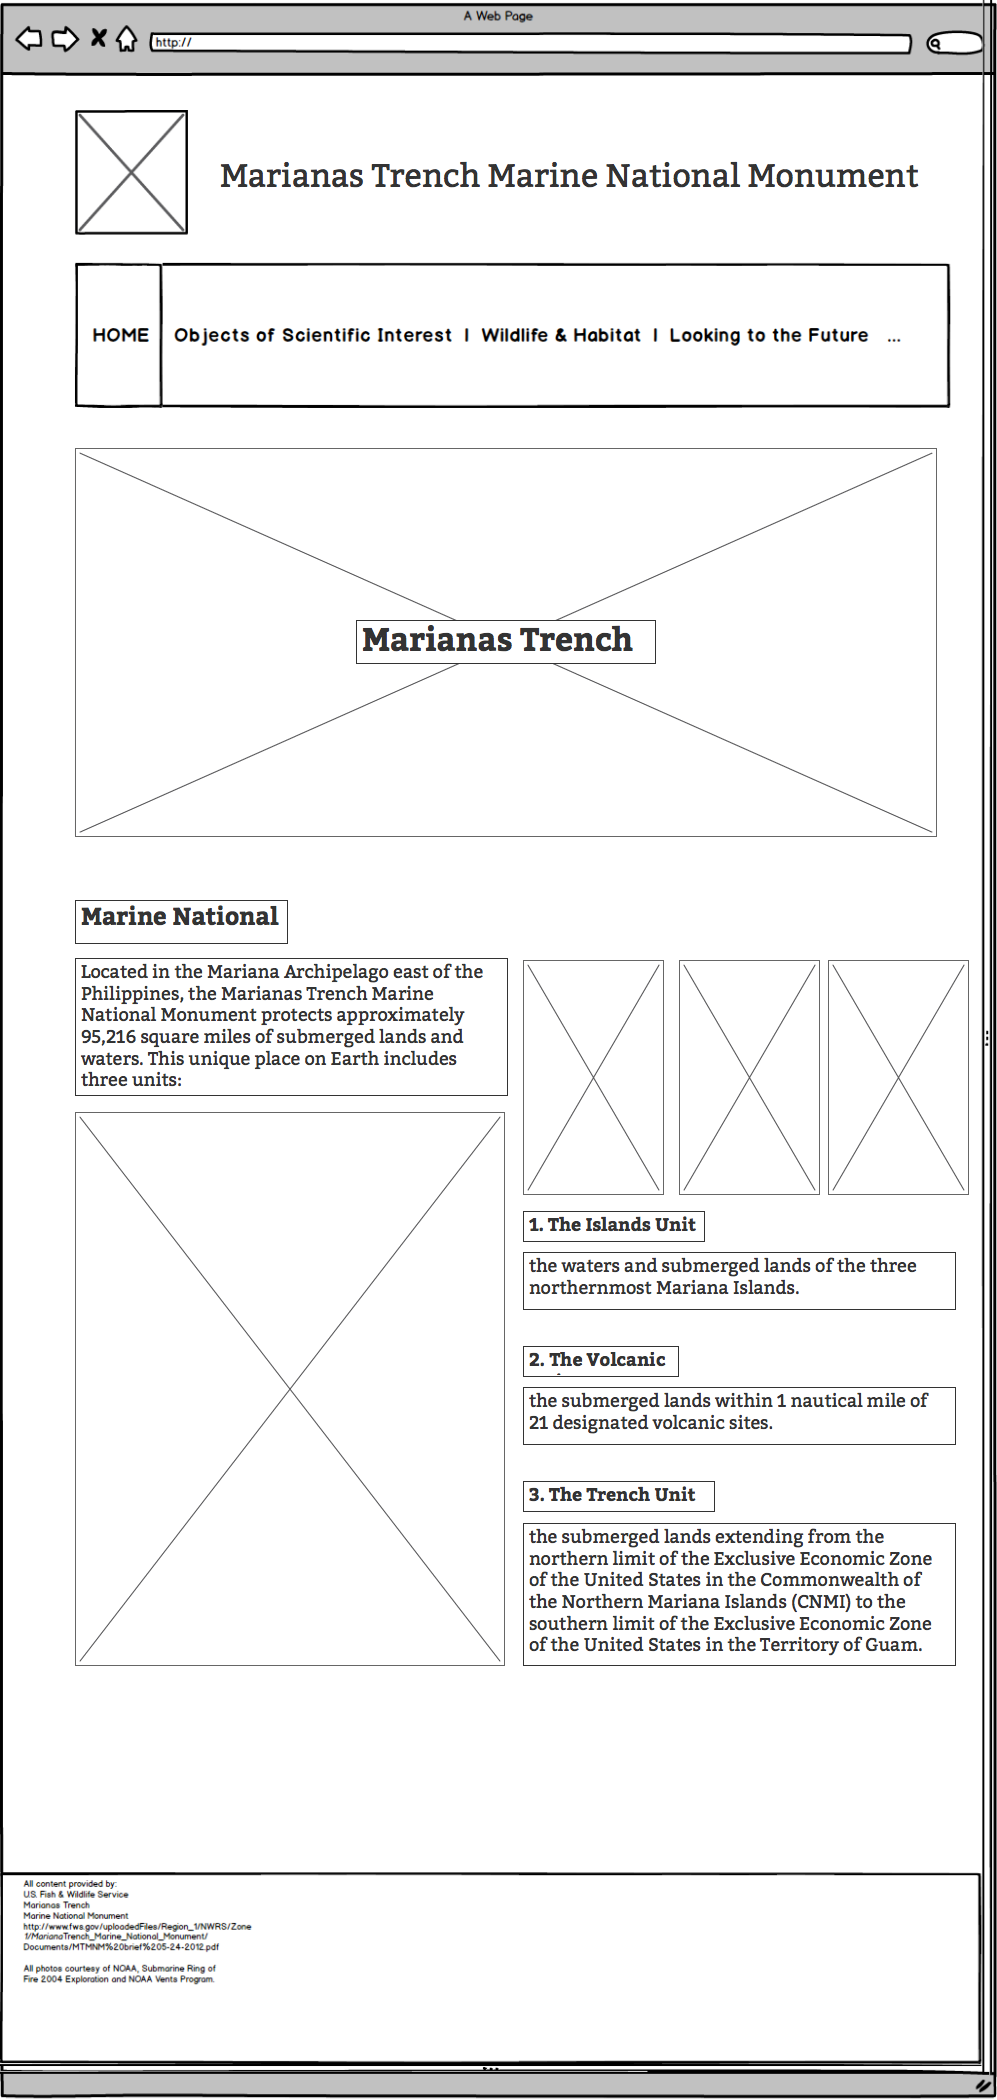 A Web Page
http://
Marianas Trench Marine National Monument
HOME Objects of Scientific Interest | Wildlife & Habitat | Looking to the Future ...
Marianas Trench
Marine National
Located in the Mariana Archipelago east of the
Philippines, the Marianas Trench Marine
National Monument protects approximately
95,216 square miles of submerged lands and
waters. This unique place on Earth includes
three units:
1. The Islands Unit
the waters and submerged lands of the three
northernmost Mariana Islands.
2. The Volcanic
the submerged lands within 1 nautical mile of
21 designated volcanic sites.
3. The Trench Unit
the submerged lands extending from the
northern limit of the Exclusive Economic Zone
of the United States in the Commonwealth of
the Northern Mariana Islands (CNMI) to the
southern limit of the Exclusive Economic Zone
of the United States in the Territory of Guam.
All content provided by:
U.S. Fish & Wildlife Service
Marianas Trench
Marine National Monument
http://www.fws.gov/uploadedFiles/Region_1/NWRS/Zone
1/MarianaTrench_Marine_National_Monument/
Documents/MTMNM%20brief%205-24-2012.pdf
All photos courtesy of NOAA, Submarine Ring of
Fire 2004 Exploration and NOAA Vents Program.